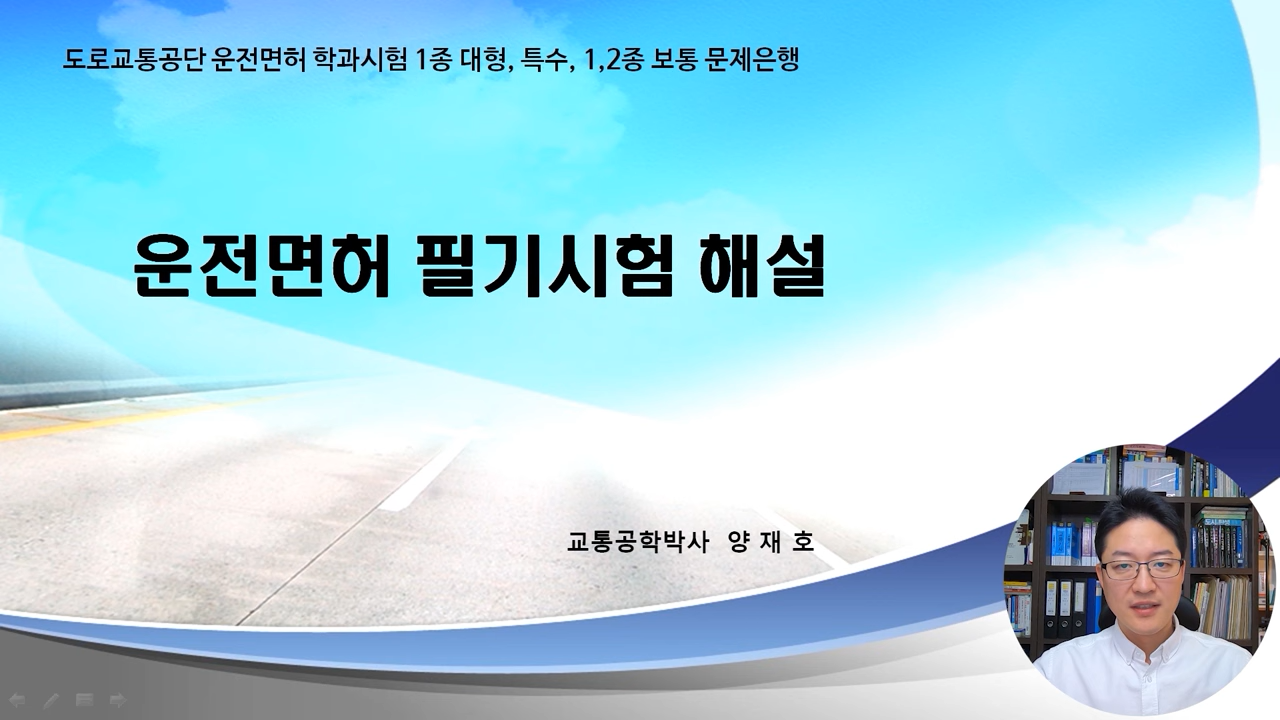 도로교통공단 운전면허 학과시험 1종 대형, 특수, 1,2종 보통 문제은행
운전면허 필기시험 해설
교통공학박사 양 재 호